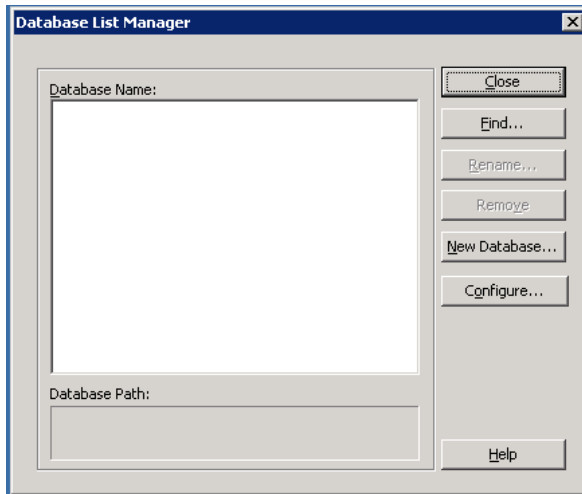 Database List Manager
Database Name:
Close
Find...
Rename...
Remove
New Database...
Configure...
Database Path:
Help